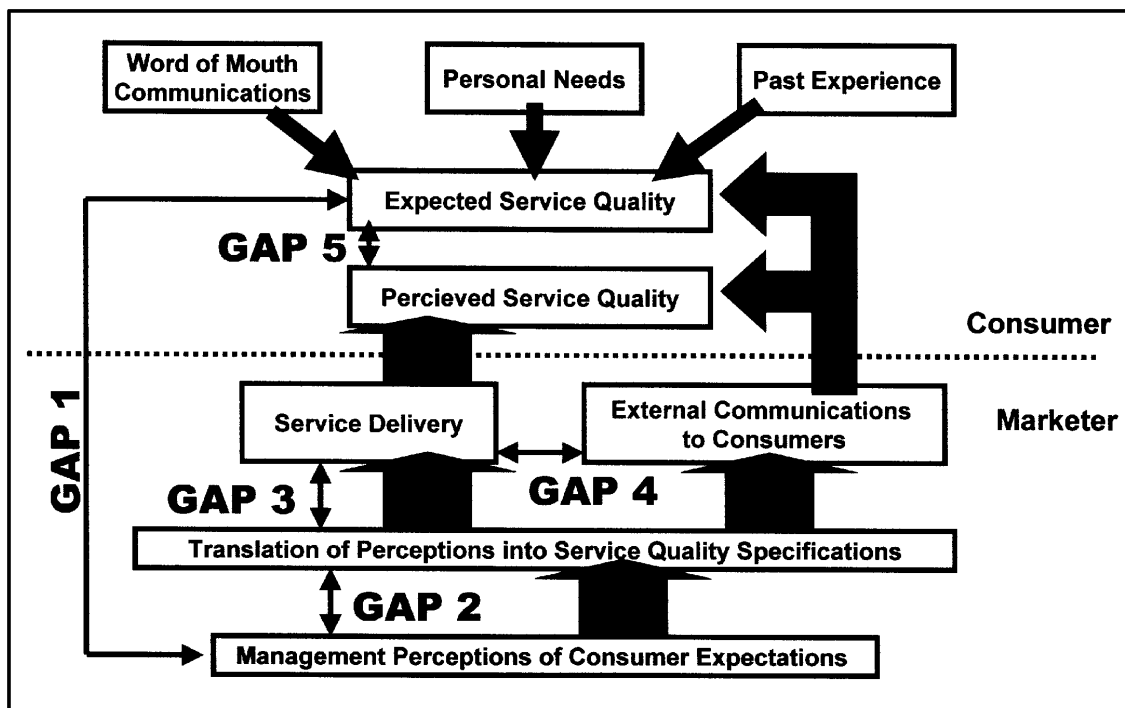 Word of Mouth
Communications
Personal Needs
Past Experience
Expected Service Quality
GAP 5
Percieved Service Quality
Consumer
GAP 1
Service Delivery
External Communications
to Consumers
Marketer
GAP 3
GAP 4
Translation of Perceptions into Service Quality Specifications
GAP 2
Management Perceptions of Consumer Expectations